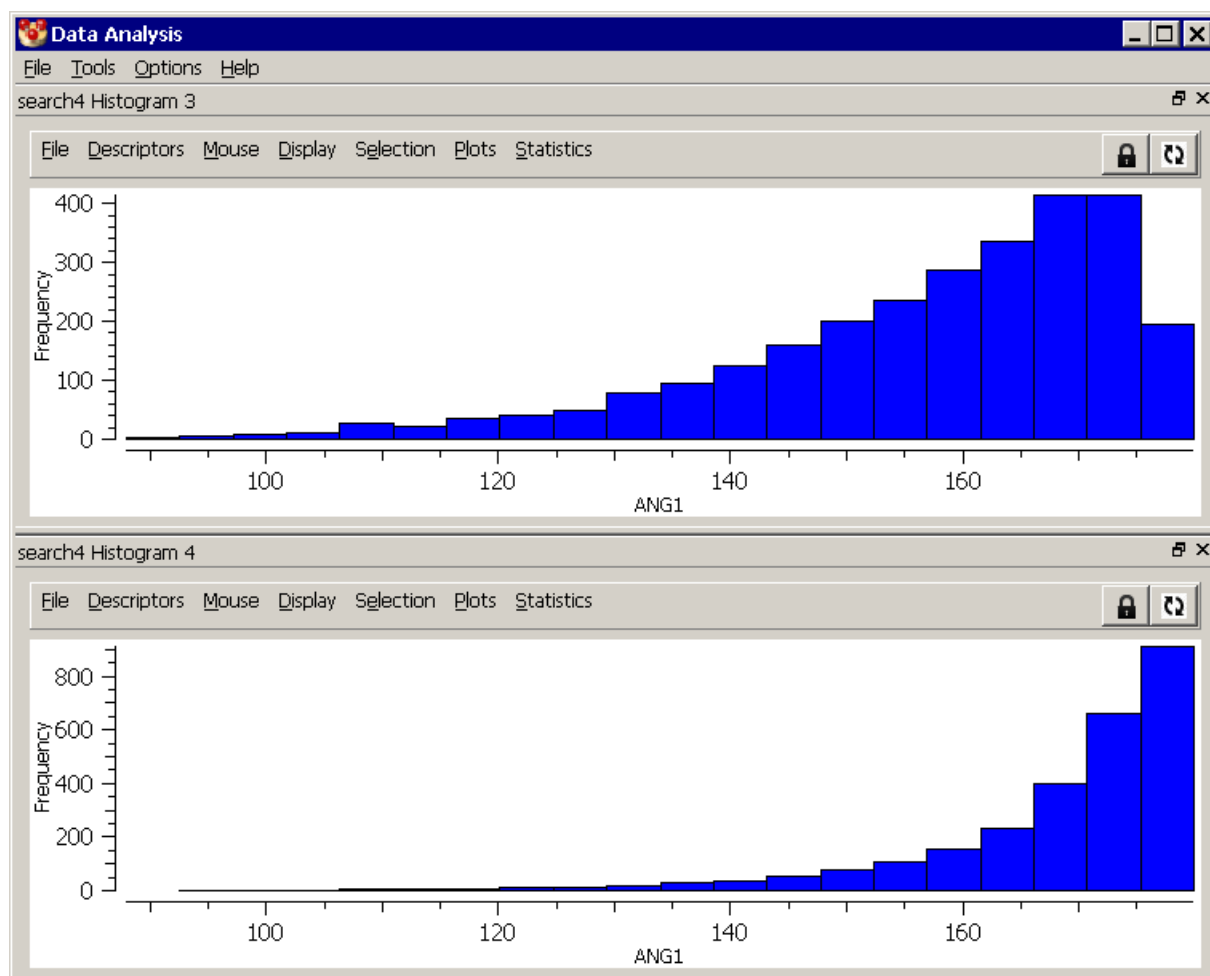 Data Analysis
File Tools Options Help
search4 Histogram 3
File Descriptors Mouse Display Selection Plots Statistics
400
300
200
100
0
Frequency
100 120 140 160
ANG1
search4 Histogram 4
File Descriptors Mouse Display Selection Plots Statistics
800
600
400
200
0
Frequency
100 120 140 160
ANG1